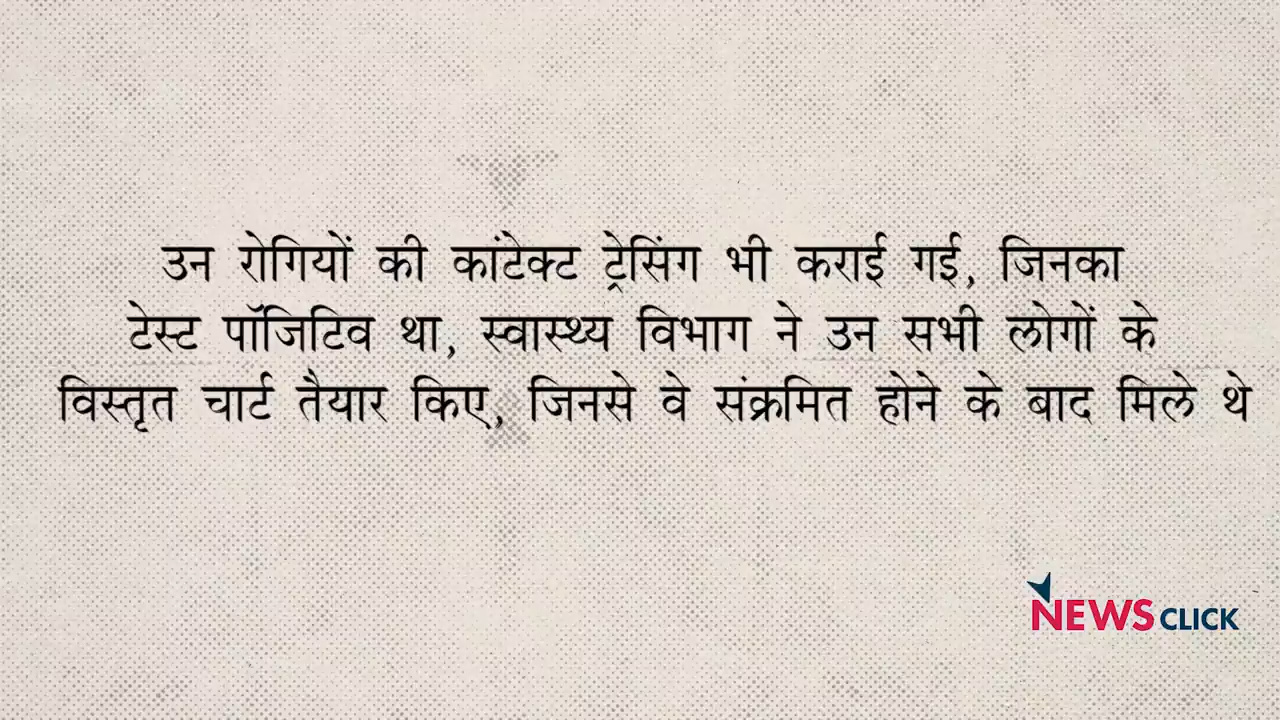 उन रोगियों की कांटेक्ट ट्रेसिंग भी कराई गई, जिनका
टेस्ट पॉजिटिव था, स्वास्थ्य विभाग ने उन सभी लोगों के
विस्तृत चार्ट तैयार किए, जिनसे वे संक्रमित होने के बाद मिले थे
NEWS CLICK